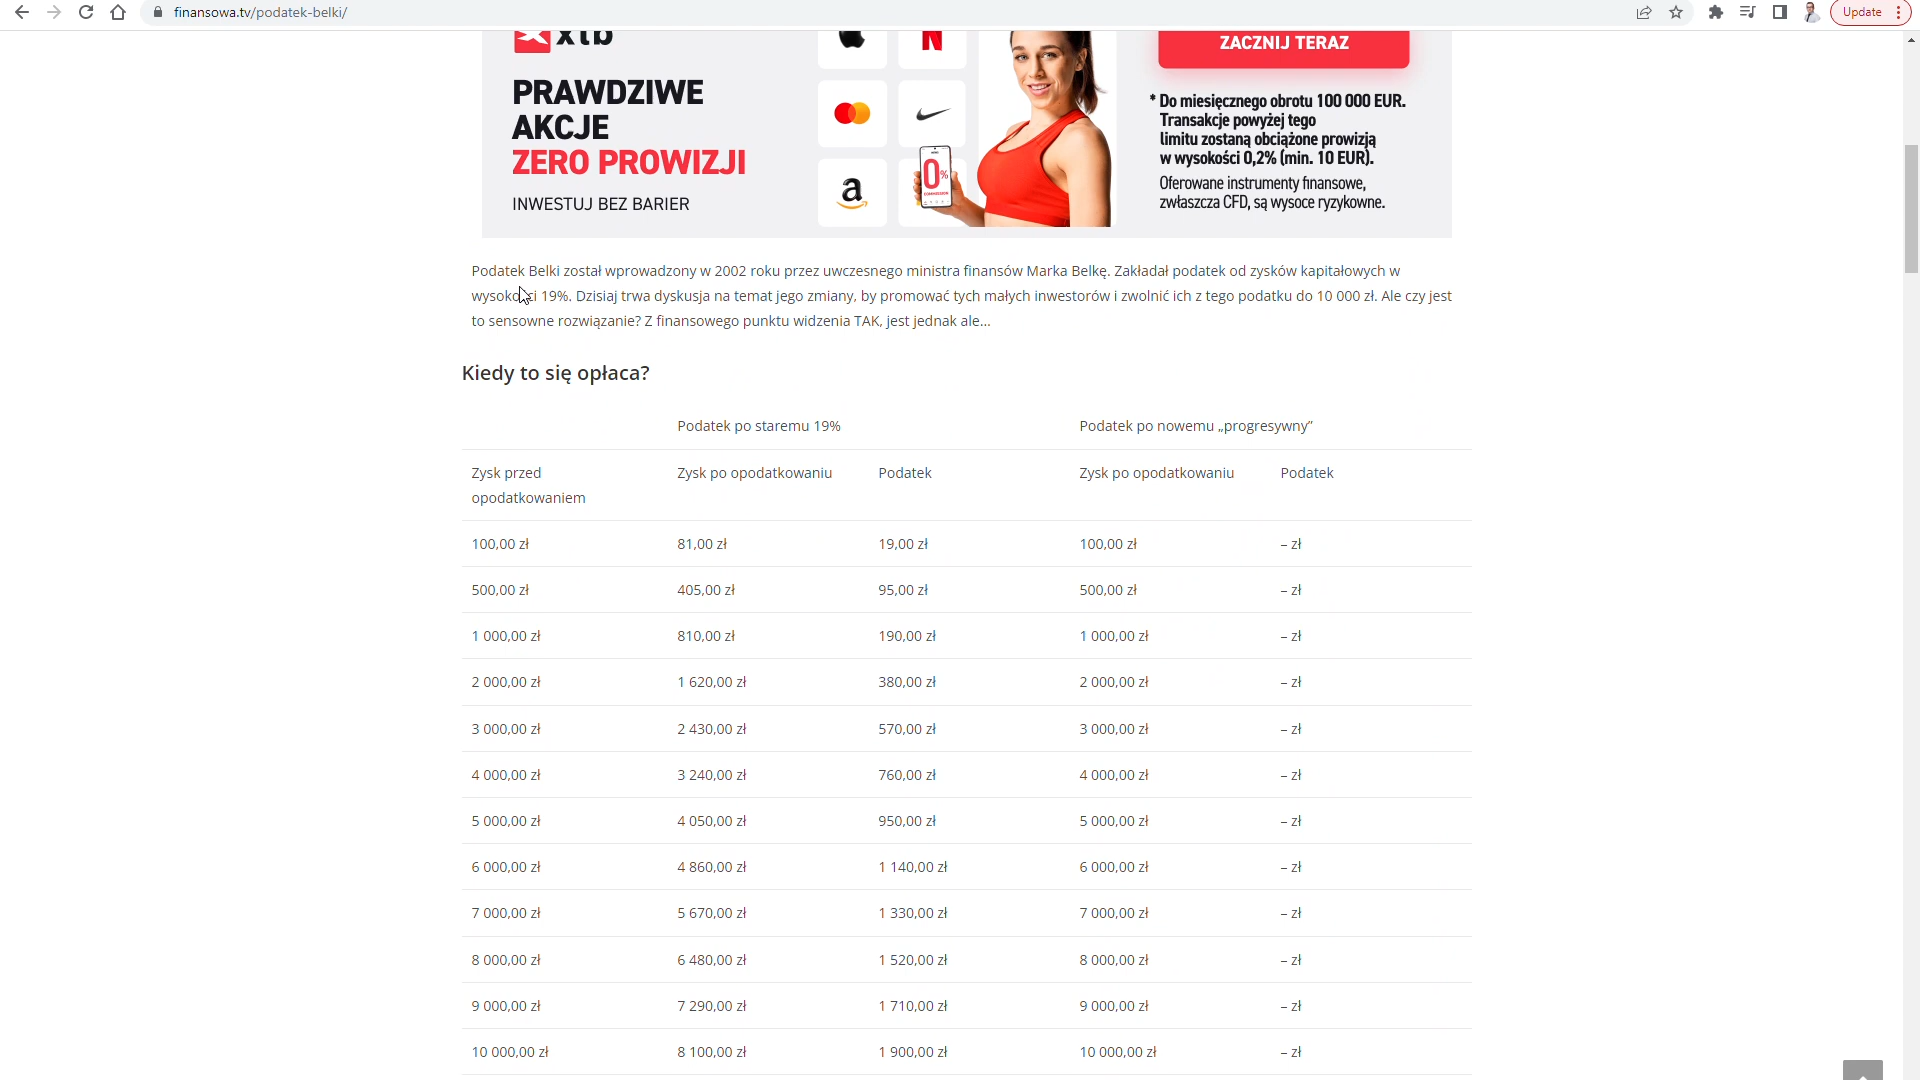 finansowa.tv/podatek-belki/
Update
xtb
PRAWDZIWE
AKCJE
ZERO PROWIZJI
INWESTUJ BEZ BARIER
N
a
0%
ZACZNIJ TERAZ
* Do miesięcznego obrotu 100 000 EUR.
Transakcje powyżej tego
limitu zostaną obciążone prowizją
w wysokości 0,2% (min. 10 EUR).
Oferowane instrumenty finansowe,
zwłaszcza CFD, są wysoce ryzykowne.
Podatek Belki został wprowadzony w 2002 roku przez uwczesnego ministra finansów Marka Belkę. Zakładał podatek od zysków kapitałowych w
wysokości 19%. Dzisiaj trwa dyskusja na temat jego zmiany, by promować tych małych inwestorów i zwolnić ich z tego podatku do 10 000 zł. Ale czy jest
to sensowne rozwiązanie? Z finansowego punktu widzenia TAK, jest jednak ale...
Kiedy to się opłaca?
Podatek po staremu 19% Podatek po nowemu „progresywny”
Zysk przed
opodatkowaniem Zysk po opodatkowaniu Podatek Zysk po opodatkowaniu Podatek
100,00 zł 81,00 zł 19,00 zł 100,00 zł – zł
500,00 zł 405,00 zł 95,00 zł 500,00 zł – zł
1 000,00 zł 810,00 zł 190,00 zł 1 000,00 zł – zł
2 000,00 zł 1 620,00 zł 380,00 zł 2 000,00 zł – zł
3 000,00 zł 2 430,00 zł 570,00 zł 3 000,00 zł – zł
4 000,00 zł 3 240,00 zł 760,00 zł 4 000,00 zł – zł
5 000,00 zł 4 050,00 zł 950,00 zł 5 000,00 zł – zł
6 000,00 zł 4 860,00 zł 1 140,00 zł 6 000,00 zł – zł
7 000,00 zł 5 670,00 zł 1 330,00 zł 7 000,00 zł – zł
8 000,00 zł 6 480,00 zł 1 520,00 zł 8 000,00 zł – zł
9 000,00 zł 7 290,00 zł 1 710,00 zł 9 000,00 zł – zł
10 000,00 zł 8 100,00 zł 1 900,00 zł 10 000,00 zł – zł